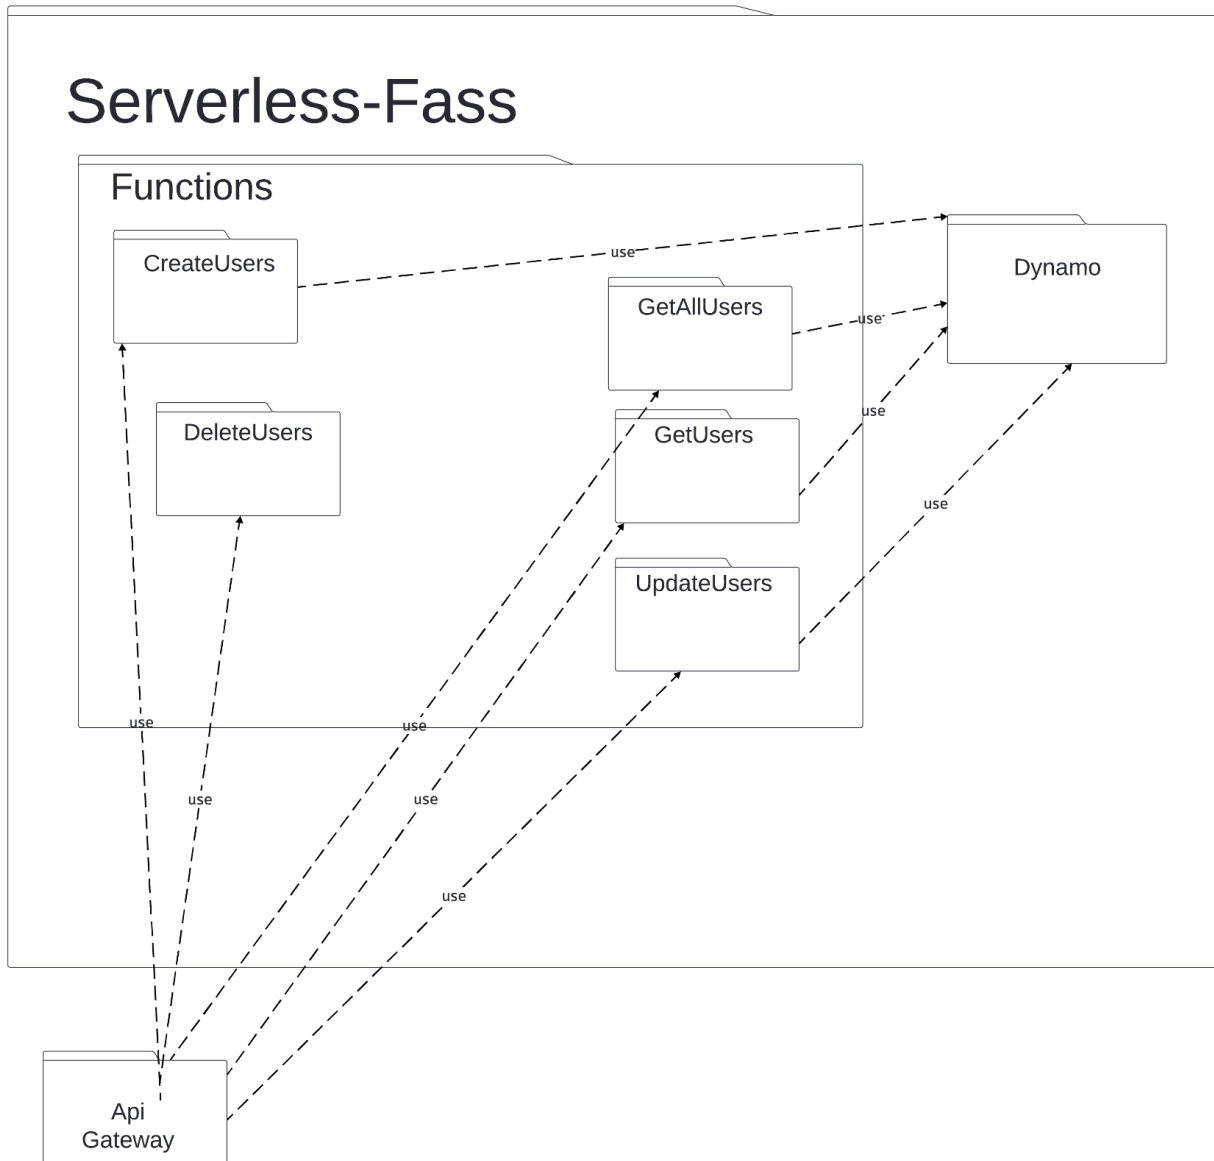 Serverless-Fass
Functions
CreateUsers
use
Dynamo
GetAllUsers
use
use
DeleteUsers
GetUsers
use
UpdateUsers
use
use
use
use
use
Api
Gateway